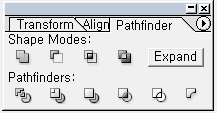 Transform Align Pathfinder
Shape Modes:
Expand
Pathfinders: